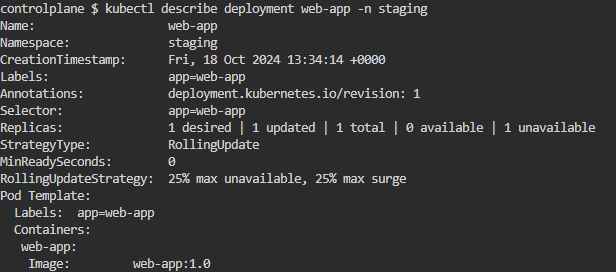 controlplane $ kubectl describe deployment web-app -n staging
Name:                   web-app
Namespace:              staging
CreationTimestamp:      Fri, 18 Oct 2024 13:34:14 +0000
Labels:                 app=web-app
Annotations:            deployment.kubernetes.io/revision: 1
Selector:               app=web-app
Replicas:               1 desired | 1 updated | 1 total | 0 available | 1 unavailable
StrategyType:           RollingUpdate
MinReadySeconds:        0
RollingUpdateStrategy:  25% max unavailable, 25% max surge
Pod Template:
  Labels:  app=web-app
  Containers:
   web-app:
    Image:        web-app:1.0